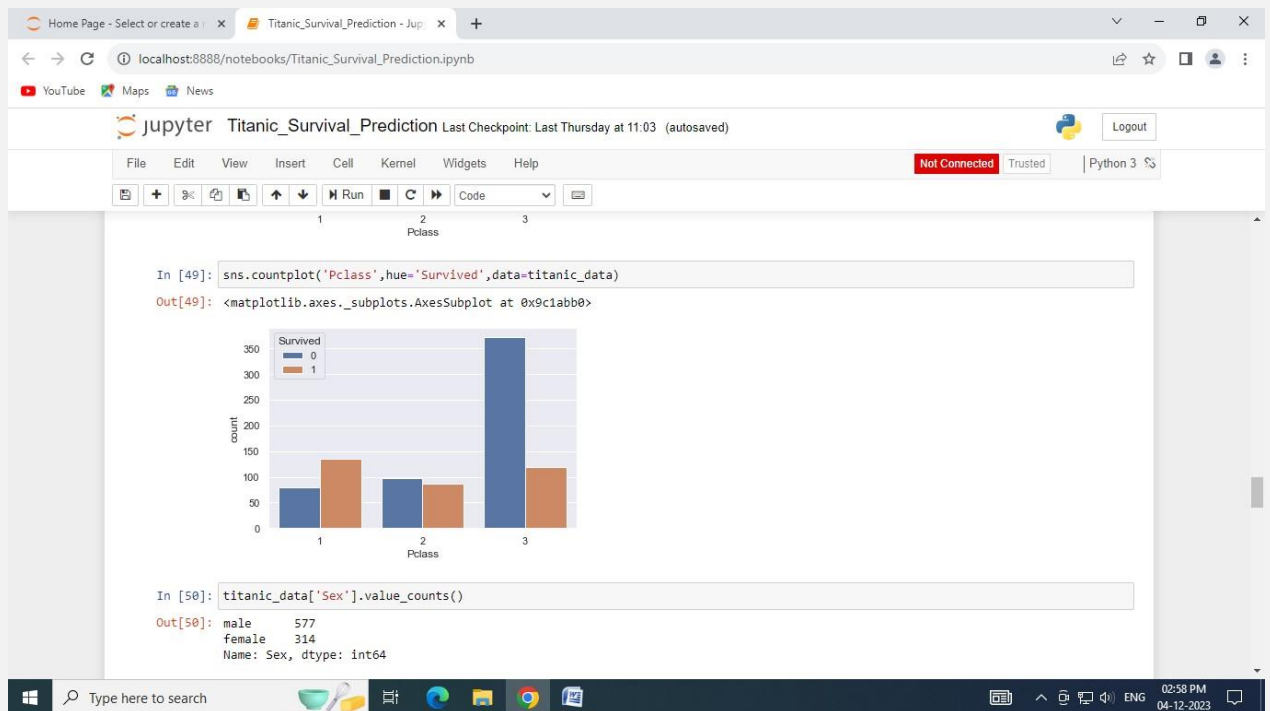 Home Page - Select or create a
Titanic_Survival_Prediction - Jup
localhost:8888/notebooks/Titanic_Survival_Prediction.ipynb
YouTube Maps News
jupyter Titanic_Survival_Prediction Last Checkpoint: Last Thursday at 11:03 (autosaved)
Logout
File Edit View Insert Cell Kernel Widgets Help
Not Connected Trusted Python 3
Run Code
1 2 3
Pclass
In [49]: sns.countplot('Pclass',hue='Survived',data=titanic_data)
Out[49]: <matplotlib.axes._subplots.AxesSubplot at 0x9c1abb0>
Survived
0
1
350
300
250
200
150
100
50
0
count
1 2 3
Pclass
In [50]: titanic_data['Sex'].value_counts()
Out[50]: male 577
female 314
Name: Sex, dtype: int64
Type here to search
ENG
02:58 PM
04-12-2023